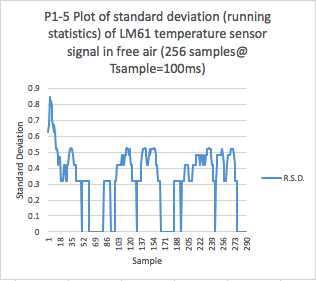 P1-5 Plot of standard deviation (running
statistics) of LM61 temperature sensor
signal in free air (256 samples@
Tsample=100ms)
0.9
0.8
0.7
0.6
0.5
0.4
0.3
0.2
0.1
0
Standard Deviation
R.S.D.
1 18 35 52 69 86 103 120 137 154 171 188 205 222 239 256 273 290
Sample